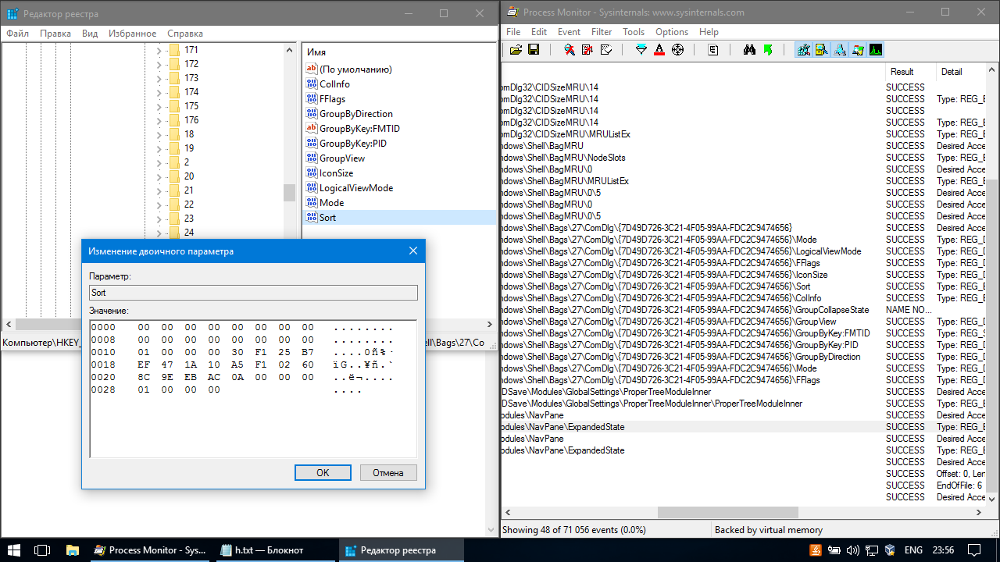 Редактор реестра
Файл Правка Вид Избранное Справка
171
172
173
174
175
176
18
19
2
20
21
22
23
24
Имя
(По умолчанию)
ColInfo
FFlags
GroupByDirection
GroupByKey:FMTID
GroupByKey:PID
GroupView
IconSize
LogicalViewMode
Mode
Sort
Компьютер\HKEY_
ell\Bags\27\Co
Изменение двоичного параметра
Параметр:
Sort
Значение:
0000 00 00 00 00 00 00 00 00 ........
0008 00 00 00 00 00 00 00 00 ........
0010 01 00 00 00 30 F1 25 B7 ....0ñ%·
0018 EF 47 1A 10 A5 F1 02 60 ïG..¥ñ.`
0020 8C 9E EB AC 0A 00 00 00 ..ë¬....
0028 01 00 00 00 ....
OK Отмена
Process Monitor - Sysinternals: www.sysinternals.com
File Edit Event Filter Tools Options Help
Result Detail
omDlg32\CIDSizeMRU\14 SUCCESS
omDlg32\CIDSizeMRU\14 SUCCESS Type: REG_B
omDlg32\CIDSizeMRU\14 SUCCESS
omDlg32\CIDSizeMRU\14 SUCCESS Type: REG_B
omDlg32\CIDSizeMRU\MRUListEx SUCCESS Type: REG_B
ndows\Shell\BagMRU SUCCESS Desired Acce
ndows\Shell\BagMRU\NodeSlots SUCCESS Type: REG_B
ndows\Shell\BagMRU\0 SUCCESS Desired Acce
ndows\Shell\BagMRU\MRUListEx SUCCESS Type: REG_B
ndows\Shell\BagMRU\0\5 SUCCESS Desired Acce
ndows\Shell\BagMRU\0 SUCCESS Desired Acce
ndows\Shell\BagMRU\0\5 SUCCESS Desired Acce
ndows\Shell\Bags\27\ComDlg\{7D49D726-3C21-4F05-99AA-FDC2C9474656} SUCCESS Desired Acce
ndows\Shell\Bags\27\ComDlg\{7D49D726-3C21-4F05-99AA-FDC2C9474656}\Mode SUCCESS Type: REG_D
ndows\Shell\Bags\27\ComDlg\{7D49D726-3C21-4F05-99AA-FDC2C9474656}\LogicalViewMode SUCCESS Type: REG_D
ndows\Shell\Bags\27\ComDlg\{7D49D726-3C21-4F05-99AA-FDC2C9474656}\FFlags SUCCESS Type: REG_D
ndows\Shell\Bags\27\ComDlg\{7D49D726-3C21-4F05-99AA-FDC2C9474656}\IconSize SUCCESS Type: REG_D
ndows\Shell\Bags\27\ComDlg\{7D49D726-3C21-4F05-99AA-FDC2C9474656}\Sort SUCCESS Type: REG_B
ndows\Shell\Bags\27\ComDlg\{7D49D726-3C21-4F05-99AA-FDC2C9474656}\ColInfo SUCCESS Type: REG_B
ndows\Shell\Bags\27\ComDlg\{7D49D726-3C21-4F05-99AA-FDC2C9474656}\GroupCollapseState NAME NO...
ndows\Shell\Bags\27\ComDlg\{7D49D726-3C21-4F05-99AA-FDC2C9474656}\GroupView SUCCESS Type: REG_D
ndows\Shell\Bags\27\ComDlg\{7D49D726-3C21-4F05-99AA-FDC2C9474656}\GroupByKey:FMTID SUCCESS Type: REG_S
ndows\Shell\Bags\27\ComDlg\{7D49D726-3C21-4F05-99AA-FDC2C9474656}\GroupByKey:PID SUCCESS Type: REG_D
ndows\Shell\Bags\27\ComDlg\{7D49D726-3C21-4F05-99AA-FDC2C9474656}\GroupByDirection SUCCESS Type: REG_D
ndows\Shell\Bags\27\ComDlg\{7D49D726-3C21-4F05-99AA-FDC2C9474656}\Mode SUCCESS Type: REG_D
ndows\Shell\Bags\27\ComDlg\{7D49D726-3C21-4F05-99AA-FDC2C9474656}\FFlags SUCCESS Type: REG_D
DSave\Modules\GlobalSettings\ProperTreeModuleInner SUCCESS Desired Acce
DSave\Modules\GlobalSettings\ProperTreeModuleInner\ProperTreeModuleInner SUCCESS Type: REG_B
odules\NavPane SUCCESS Desired Acce
odules\NavPane\ExpandedState SUCCESS Type: REG_B
odules\NavPane SUCCESS Desired Acce
odules\NavPane\ExpandedState SUCCESS Type: REG_B
SUCCESS Desired Acce
SUCCESS Offset: 0, Len
SUCCESS EndOfFile: 6
SUCCESS Desired Acce
Showing 48 of 71 056 events (0.0%) Backed by virtual memory
Process Monitor - Sys... h.txt — Блокнот Редактор реестра ENG 23:56